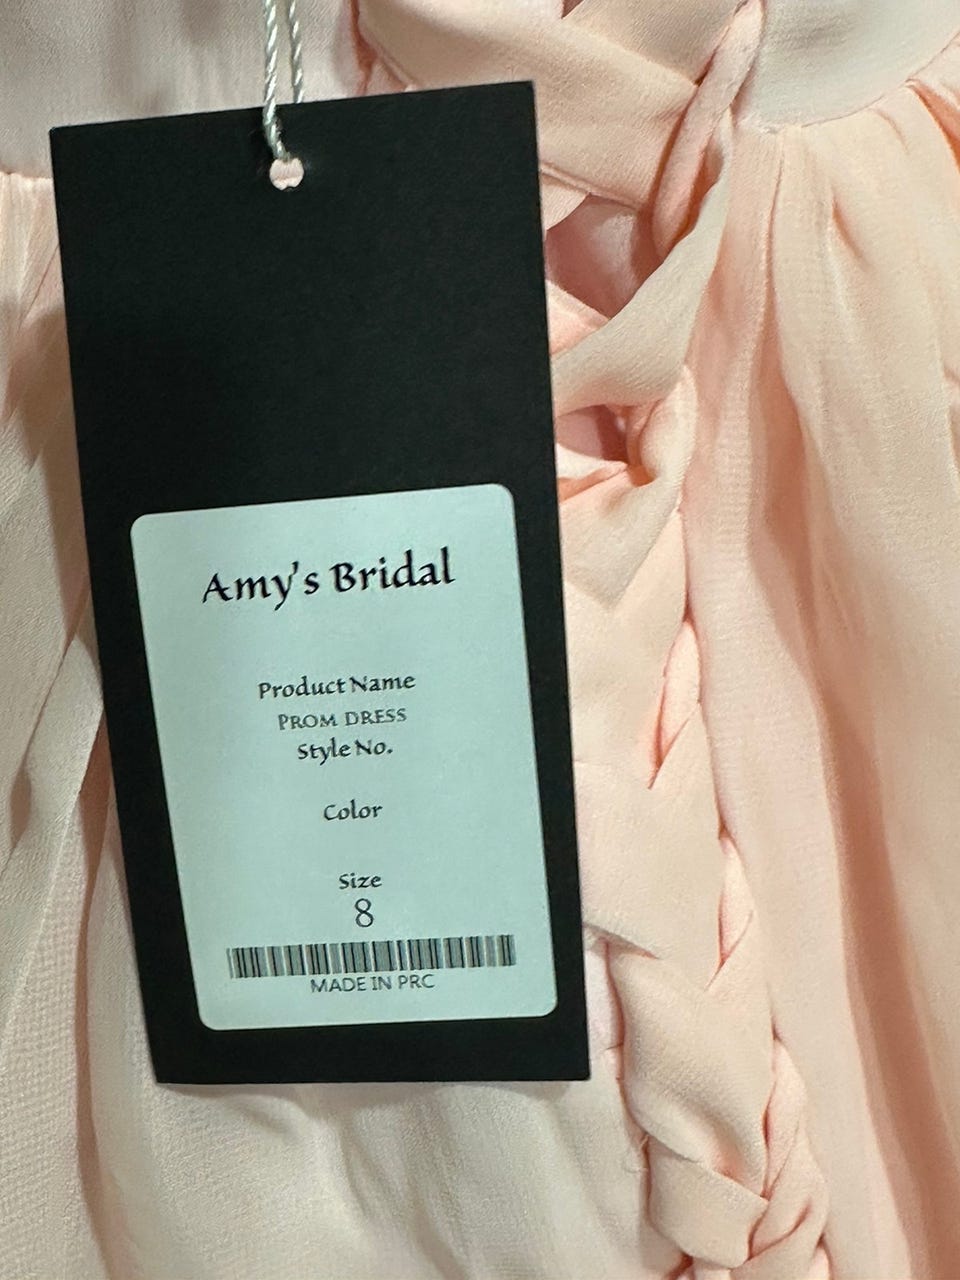 Amy's Bridal
Product Name
PROM DRESS
Style No.
Color
Size
8
MADE IN PRC